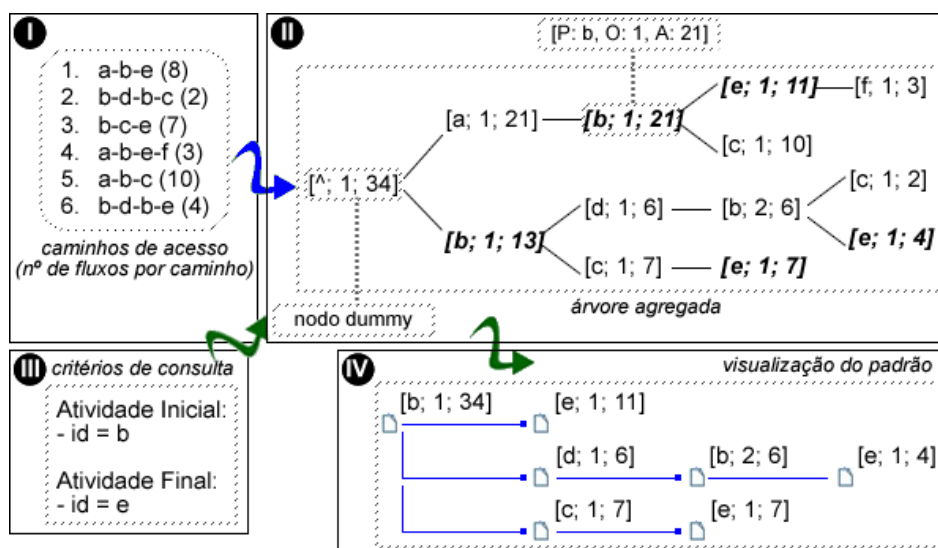 I
1. a-b-e (8)
2. b-d-b-c (2)
3. b-c-e (7)
4. a-b-e-f (3)
5. a-b-c (10)
6. b-d-b-e (4)
caminhos de acesso
(nº de fluxos por caminho)
II
[P: b, O: 1, A: 21]
[e; 1; 11] [f; 1; 3]
[a; 1; 21] [b; 1; 21]
[c; 1; 10]
[^; 1; 34]
[c; 1; 2]
[d; 1; 6] [b; 2; 6]
[b; 1; 13] [e; 1; 4]
[c; 1; 7] [e; 1; 7]
árvore agregada
nodo dummy
III critérios de consulta
Atividade Inicial:
- id = b
Atividade Final:
- id = e
IV visualização do padrão
[b; 1; 34] [e; 1; 11]
[d; 1; 6] [b; 2; 6] [e; 1; 4]
[c; 1; 7] [e; 1; 7]